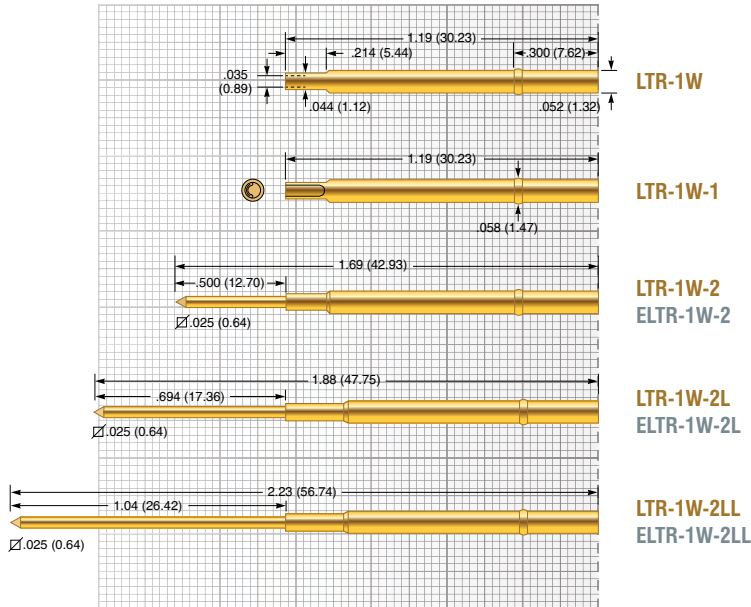 1.19 (30.23)
.214 (5.44)
.300 (7.62)
.035
(0.89)
.044 (1.12)
.052 (1.32)
LTR-1W
1.19 (30.23)
LTR-1W-1
.058 (1.47)
1.69 (42.93)
.500 (12.70)
.025 (0.64)
LTR-1W-2
ELTR-1W-2
1.88 (47.75)
.694 (17.36)
.025 (0.64)
LTR-1W-2L
ELTR-1W-2L
2.23 (56.74)
1.04 (26.42)
.025 (0.64)
LTR-1W-2LL
ELTR-1W-2LL